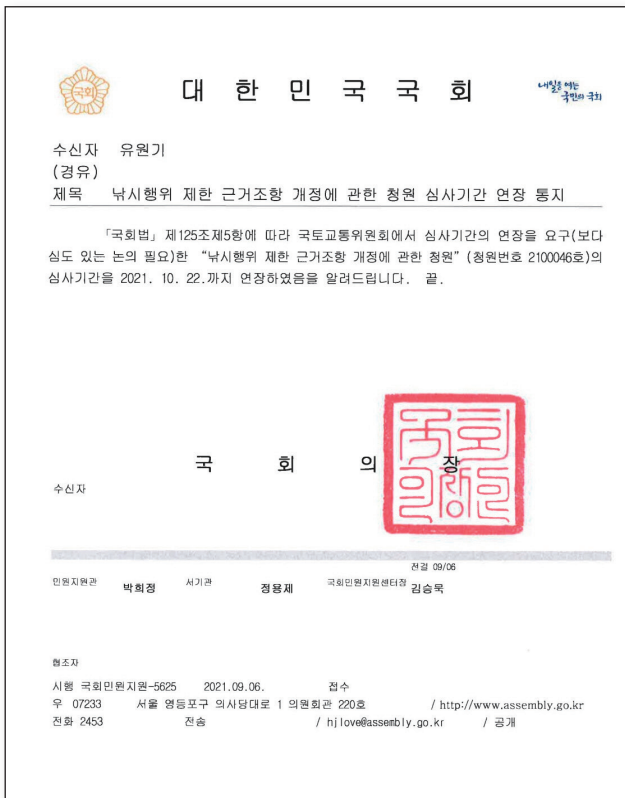 국회
대 한 민 국 국 회
내일을 여는
국민의 국회
수신자 유원기
(경유)
제목 낚시행위 제한 근거조항 개정에 관한 청원 심사기간 연장 통지
「국회법」 제125조제5항에 따라 국토교통위원회에서 심사기간의 연장을 요구(보다
심도 있는 논의 필요)한 “낚시행위 제한 근거조항 개정에 관한 청원” (청원번호 2100046호)의
심사기간을 2021. 10. 22.까지 연장하였음을 알려드립니다. 끝.
국 회 의 장
수신자
전결 09/06
민원지원관 박희정 서기관 정용제 국회민원지원센터장 김승묵
협조자
시행 국회민원지원-5625 2021.09.06. 접수
우 07233 서울 영등포구 의사당대로 1 의원회관 220호 / http://www.assembly.go.kr
전화 2453 전송 / hjlove@assembly.go.kr / 공개